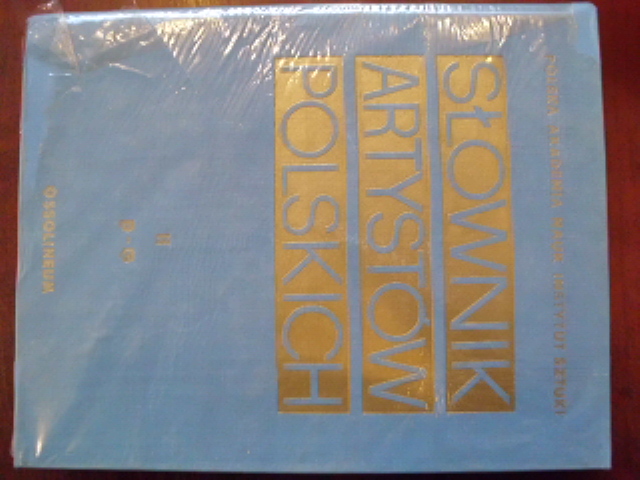 POLSKA AKADEMIA NAUK INSTYTUT SZTUKI
SŁOWNIK
ARTYSTÓW
POLSKICH
II
D-G
OSSOLINEUM